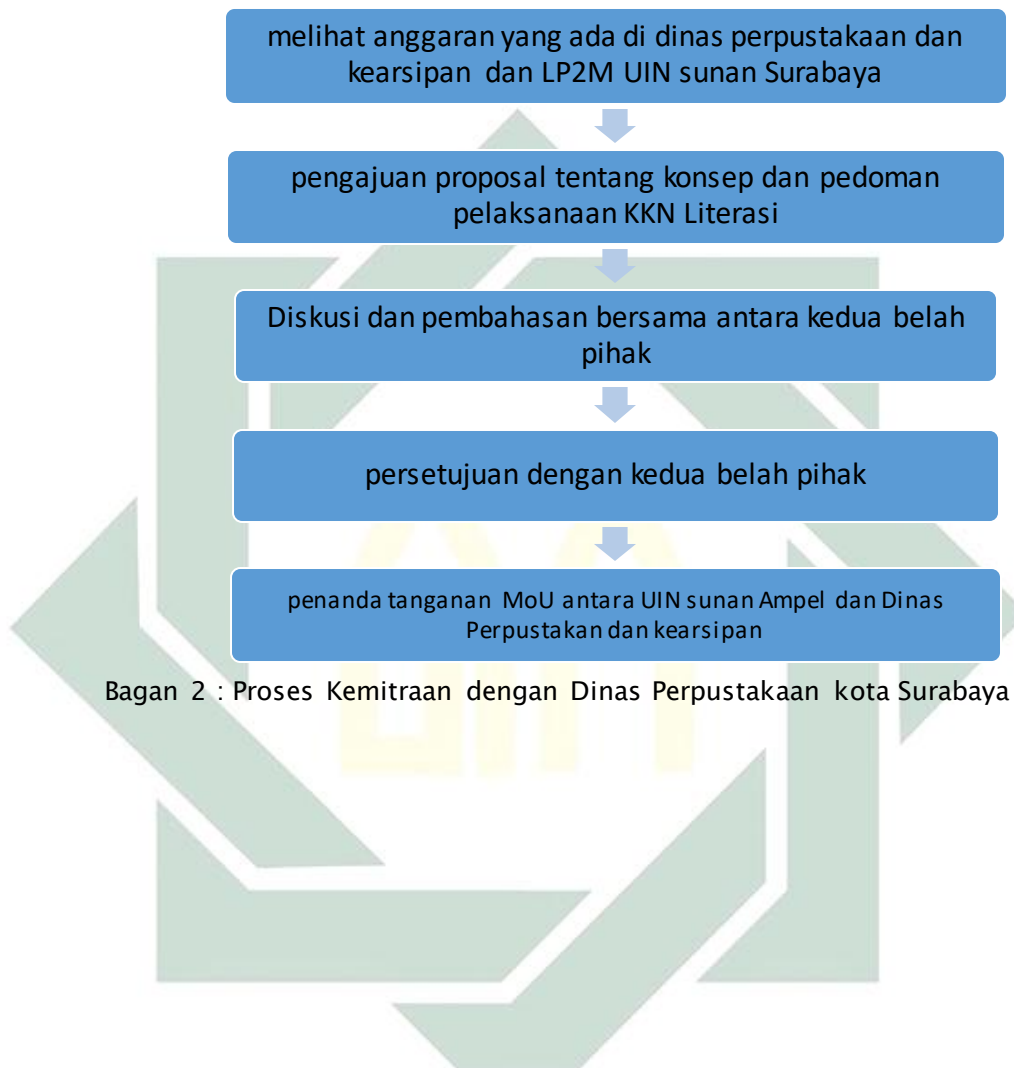 melihat anggaran yang ada di dinas perpustakaan dan
kearsipan dan LP2M UIN sunan Surabaya
pengajuan proposal tentang konsep dan pedoman
pelaksanaan KKN Literasi
Diskusi dan pembahasan bersama antara kedua belah
pihak
persetujuan dengan kedua belah pihak
penanda tanganan MoU antara UIN sunan Ampel dan Dinas
Perpustakan dan kearsipan
Bagan 2 : Proses Kemitraan dengan Dinas Perpustakaan kota Surabaya